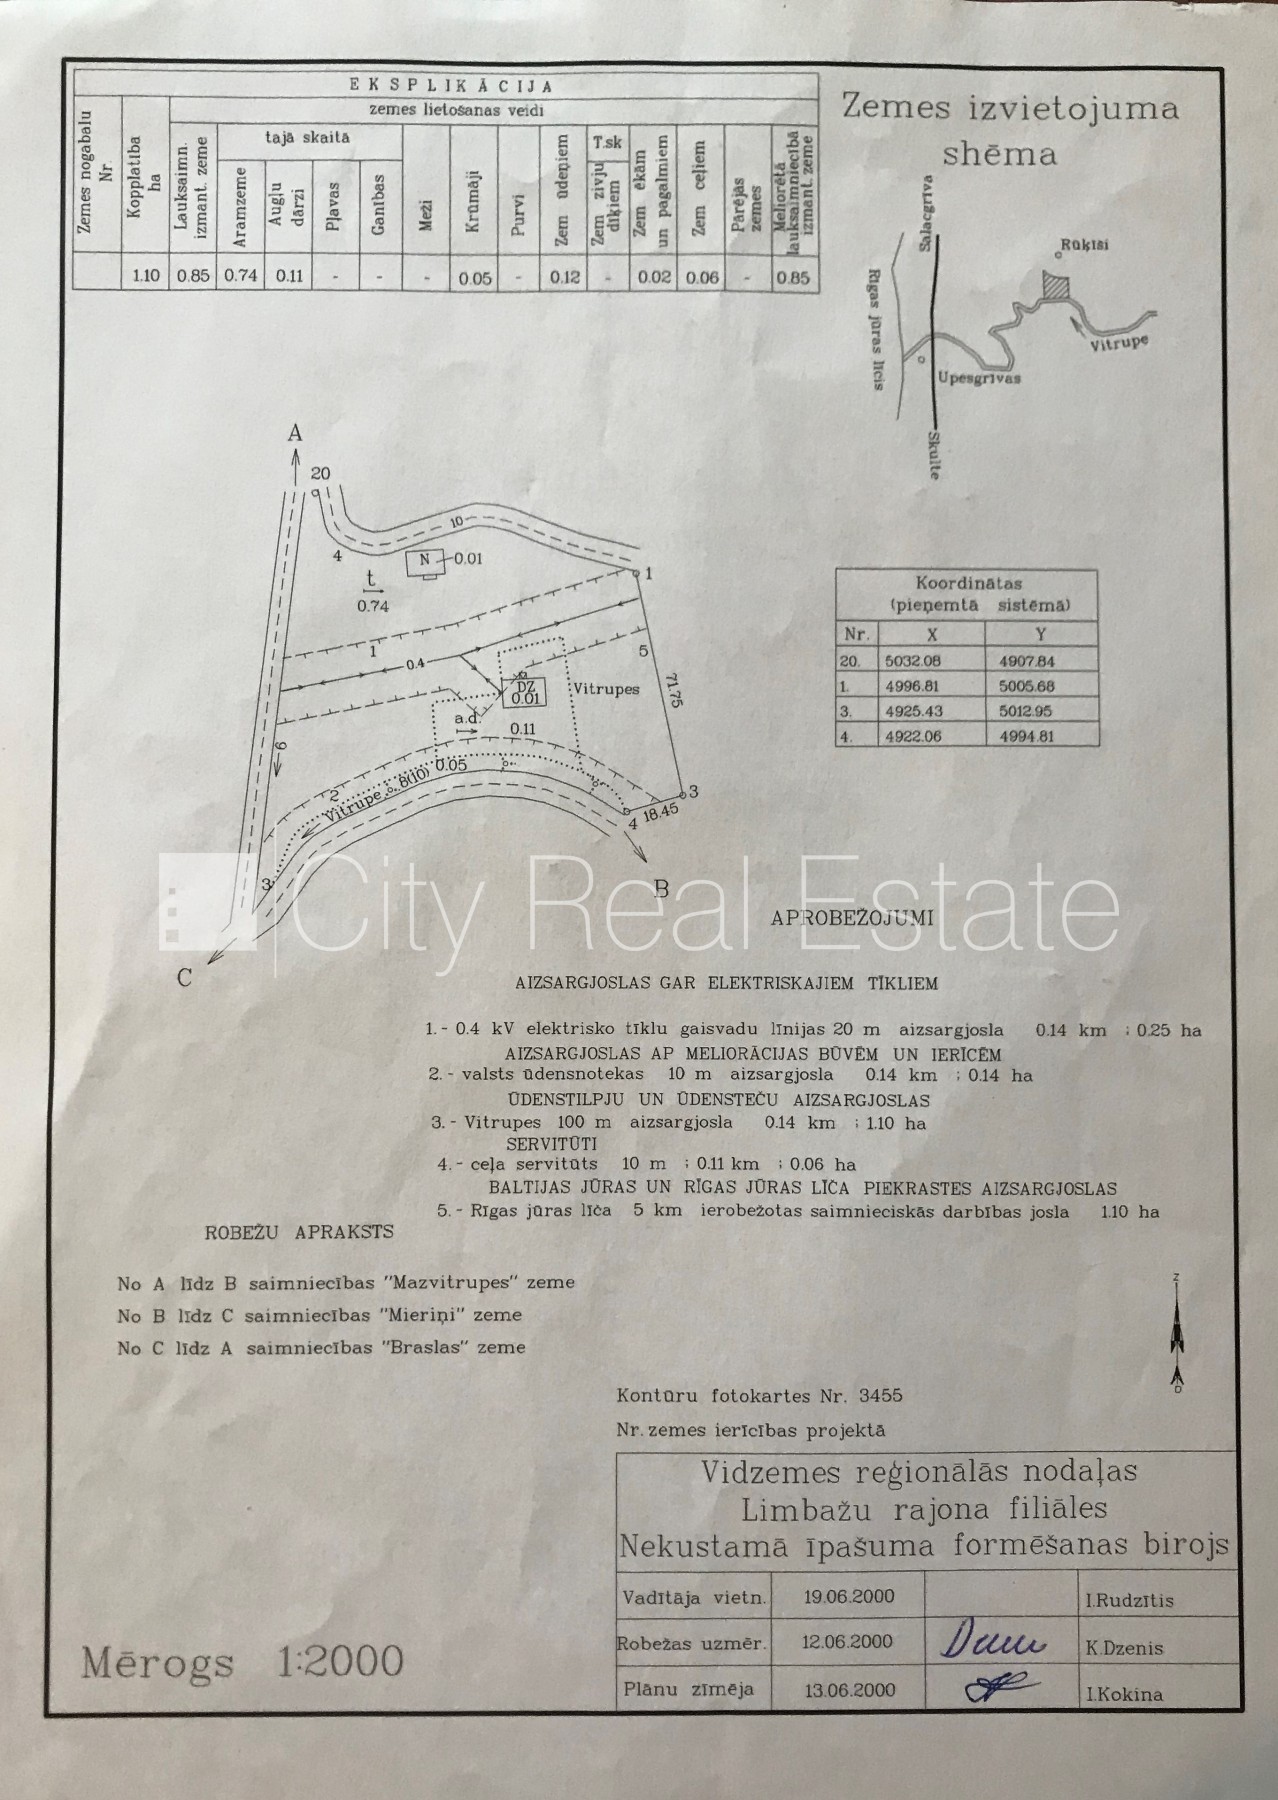 EKSPLIKĀCIJA
zemes lietošanas veidi
Zemes nogabalu Nr
Kopplatība ha
Lauksaimn. izmant. zeme
tajā skaitā
Aramzeme
Augļu dārzi
Pļavas
Ganības
Meži
Krūmāji
Purvi
Zem ūdeņiem
T.sk
Zem zivju dīķiem
Zem ēkām un pagalmiem
Zem ceļiem
Pārējās zemes
Meliorētā lauksaimniecībā izmant. zeme
1.10 0.85 0.74 0.11 - - - 0.05 - 0.12 - 0.02 0.06 - 0.85
Zemes izvietojuma
shēma
Salacgrīva
Rūķīši
Rīgas jūras līcis
Vitrupe
Upesgrīvas
Skulte
A
20
10
4
N 0.01
t
0.74
1
1
0.4
5
71.75
DZ
0.01
Vitrupes
a.d.
0.11
6
2
Vitrupe 8(10) 0.05
3
18.45
4
3
B
C
Koordinātas
(pieņemtā sistēmā)
Nr. X Y
20. 5032.08 4907.84
1. 4996.81 5005.68
3. 4925.43 5012.95
4. 4922.06 4994.81
City Real Estate
APROBEŽOJUMI
AIZSARGJOSLAS GAR ELEKTRISKAJIEM TĪKLIEM
1.- 0.4 kV elektrisko tīklu gaisvadu līnijas 20 m aizsargjosla 0.14 km ; 0.25 ha
AIZSARGJOSLAS AP MELIORĀCIJAS BŪVĒM UN IERĪCĒM
2.- valsts ūdensnotekas 10 m aizsargjosla 0.14 km ; 0.14 ha
ŪDENSTILPJU UN ŪDENSTEČU AIZSARGJOSLAS
3.- Vitrupes 100 m aizsargjosla 0.14 km ; 1.10 ha
SERVITŪTI
4.- ceļa servitūts 10 m ; 0.11 km ; 0.06 ha
BALTIJAS JŪRAS UN RĪGAS JŪRAS LĪČA PIEKRASTES AIZSARGJOSLAS
5.- Rīgas jūras līča 5 km ierobežotas saimnieciskās darbības josla 1.10 ha
ROBEŽU APRAKSTS
No A līdz B saimniecības "Mazvitrupes" zeme
No B līdz C saimniecības "Mieriņi" zeme
No C līdz A saimniecības "Braslas" zeme
Z
D
Kontūru fotokartes Nr. 3455
Nr. zemes ierīcības projektā
Vidzemes reģionālās nodaļas
Limbažu rajona filiāles
Nekustamā īpašuma formēšanas birojs
Vadītāja vietn. 19.06.2000 I.Rudzītis
Robežas uzmēr. 12.06.2000 K.Dzenis
Plānu zīmēja 13.06.2000 I.Kokina
Mērogs 1:2000